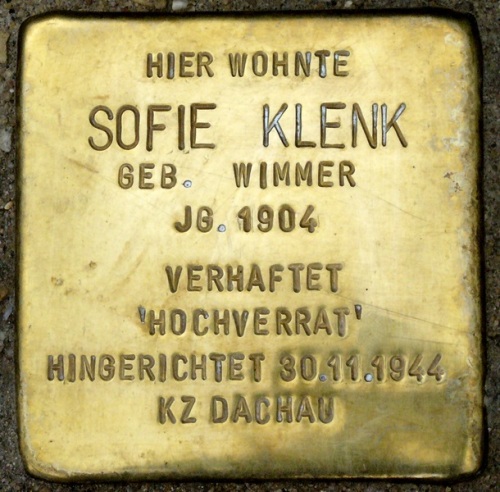 HIER WOHNTE
SOFIE KLENK
GEB. WIMMER
JG. 1904
VERHAFTET
'HOCHVERRAT'
HINGERICHTET 30.11.1944
KZ DACHAU